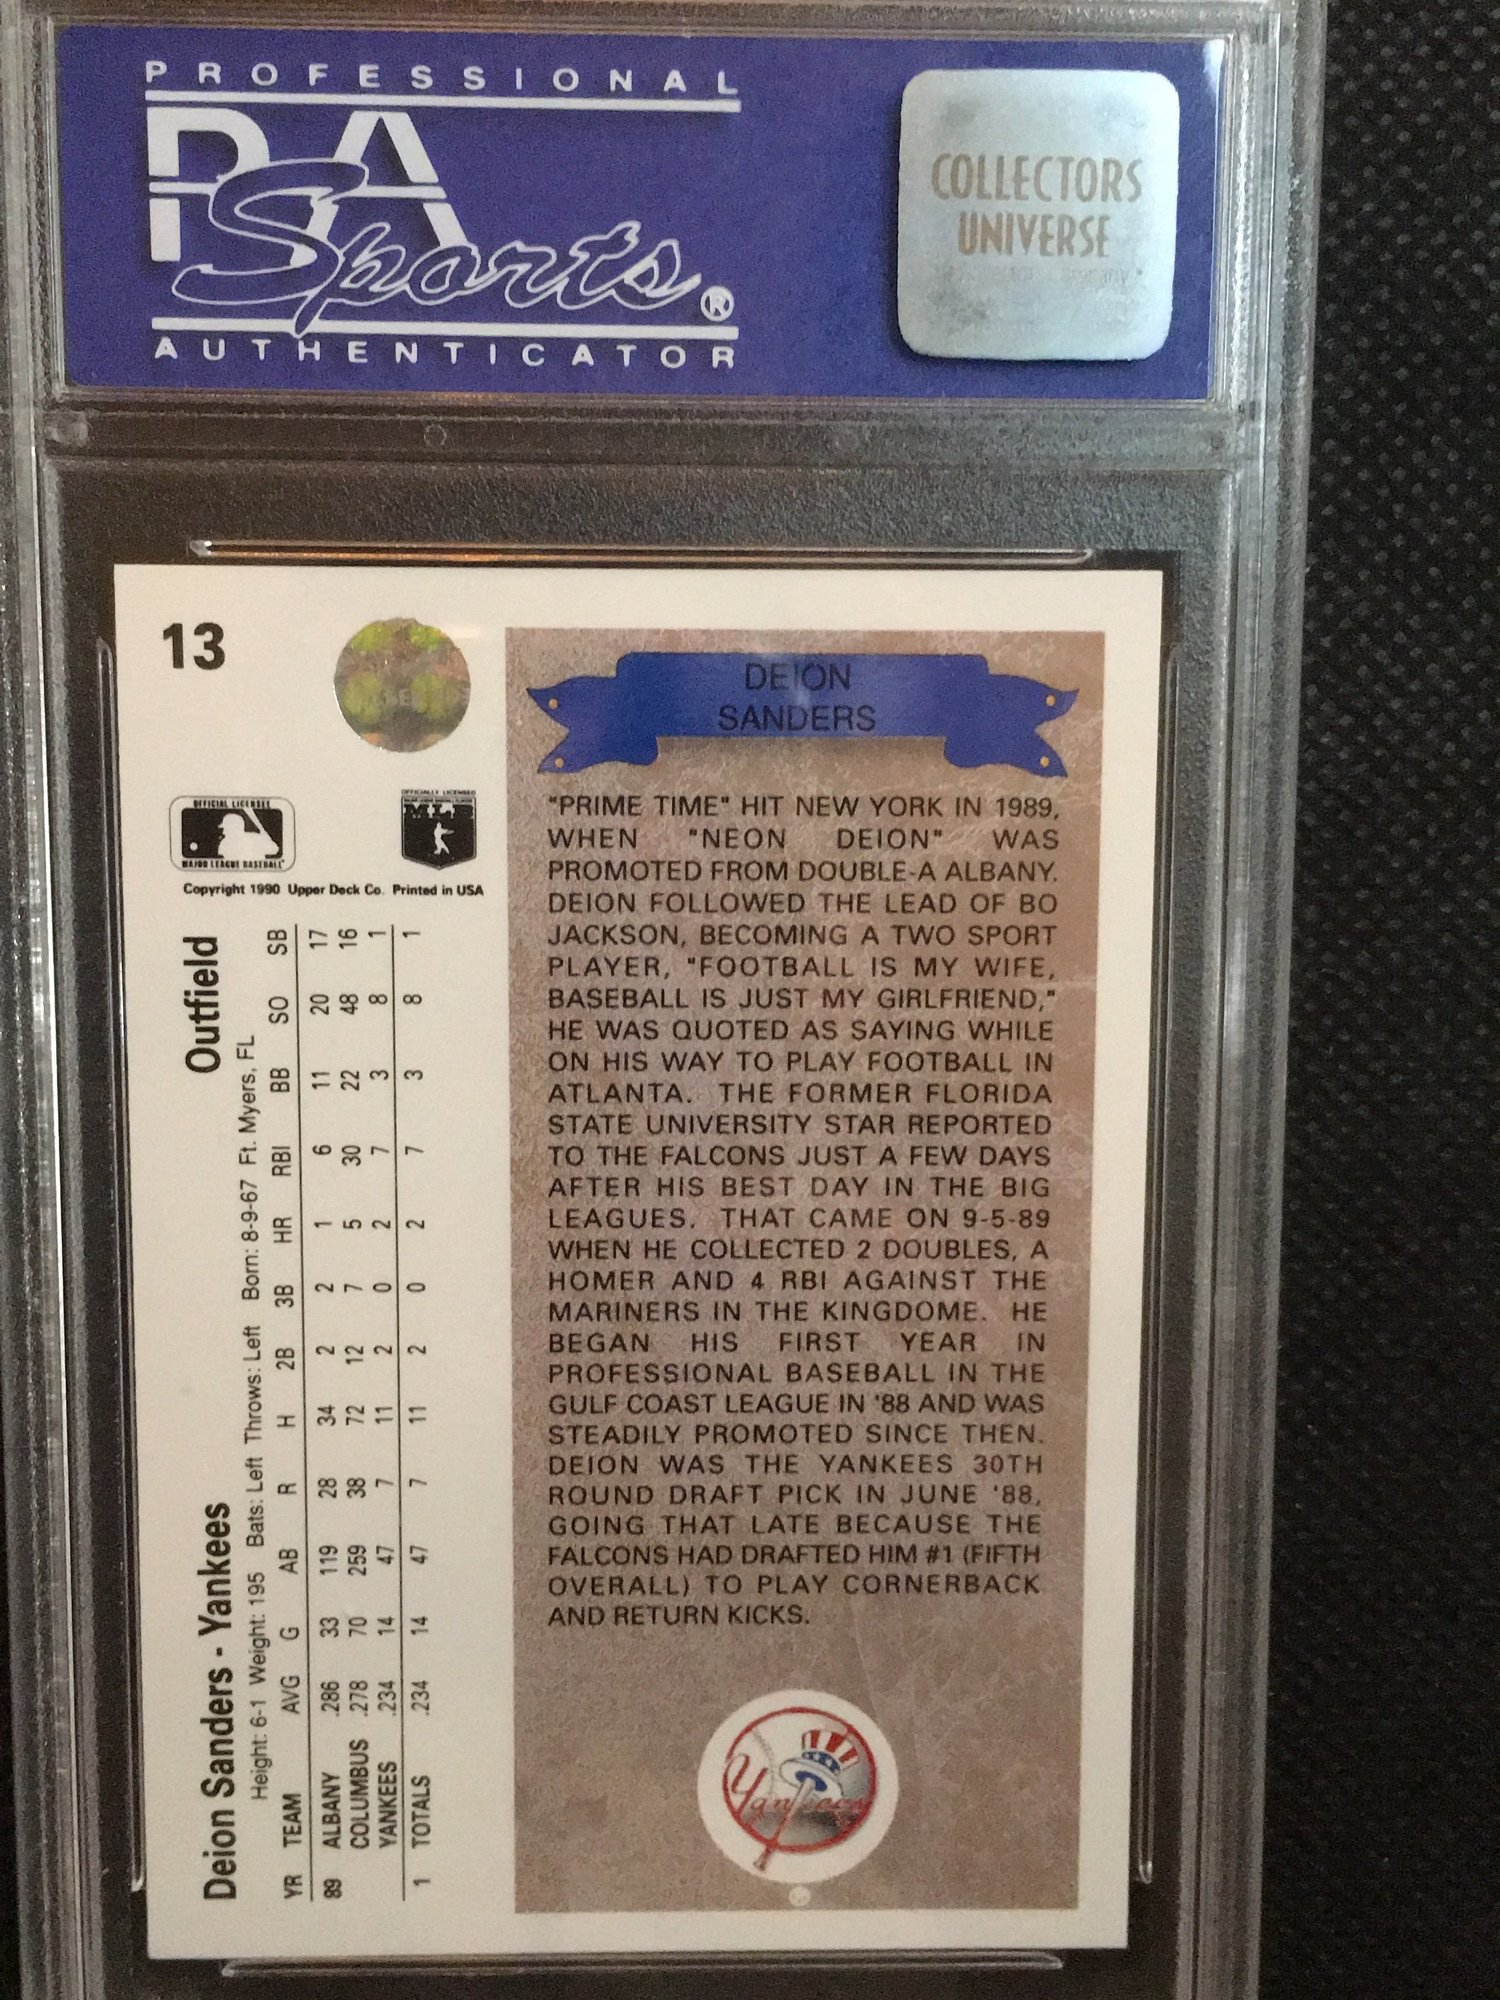 PROFESSIONAL
PSA
Sports®
AUTHENTICATOR
COLLECTORS
UNIVERSE
13
OFFICIAL LICENSEE
MAJOR LEAGUE BASEBALL
OFFICIALLY LICENSED
Copyright 1990 Upper Deck Co. Printed in USA
Deion Sanders - Yankees Outfield
Height: 6-1 Weight: 195 Bats: Left Throws: Left Born: 8-9-67 Ft. Myers, FL
YR TEAM AVG G AB R H 2B 3B HR RBI BB SO SB
89 ALBANY .286 33 119 28 34 2 2 1 6 11 20 17
COLUMBUS .278 70 259 38 72 12 7 5 30 22 48 16
YANKEES .234 14 47 7 11 2 0 2 7 3 8 1
1 TOTALS .234 14 47 7 11 2 0 2 7 3 8 1
DEION
SANDERS
"PRIME TIME" HIT NEW YORK IN 1989,
WHEN "NEON DEION" WAS
PROMOTED FROM DOUBLE-A ALBANY.
DEION FOLLOWED THE LEAD OF BO
JACKSON, BECOMING A TWO SPORT
PLAYER, "FOOTBALL IS MY WIFE,
BASEBALL IS JUST MY GIRLFRIEND,"
HE WAS QUOTED AS SAYING WHILE
ON HIS WAY TO PLAY FOOTBALL IN
ATLANTA. THE FORMER FLORIDA
STATE UNIVERSITY STAR REPORTED
TO THE FALCONS JUST A FEW DAYS
AFTER HIS BEST DAY IN THE BIG
LEAGUES. THAT CAME ON 9-5-89
WHEN HE COLLECTED 2 DOUBLES, A
HOMER AND 4 RBI AGAINST THE
MARINERS IN THE KINGDOME. HE
BEGAN HIS FIRST YEAR IN
PROFESSIONAL BASEBALL IN THE
GULF COAST LEAGUE IN '88 AND WAS
STEADILY PROMOTED SINCE THEN.
DEION WAS THE YANKEES 30TH
ROUND DRAFT PICK IN JUNE '88,
GOING THAT LATE BECAUSE THE
FALCONS HAD DRAFTED HIM #1 (FIFTH
OVERALL) TO PLAY CORNERBACK
AND RETURN KICKS.
Yankees